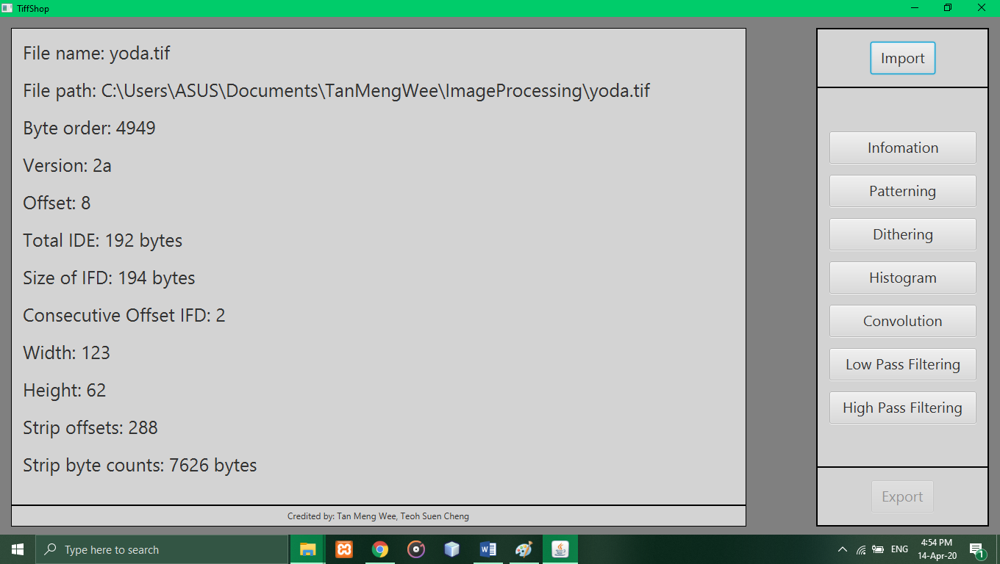 TiffShop
File name: yoda.tif
File path: C:\Users\ASUS\Documents\TanMengWee\ImageProcessing\yoda.tif
Byte order: 4949
Version: 2a
Offset: 8
Total IDE: 192 bytes
Size of IFD: 194 bytes
Consecutive Offset IFD: 2
Width: 123
Height: 62
Strip offsets: 288
Strip byte counts: 7626 bytes
Credited by: Tan Meng Wee, Teoh Suen Cheng
Import
Infomation
Patterning
Dithering
Histogram
Convolution
Low Pass Filtering
High Pass Filtering
Export
Type here to search
ENG
4:54 PM
14-Apr-20
1